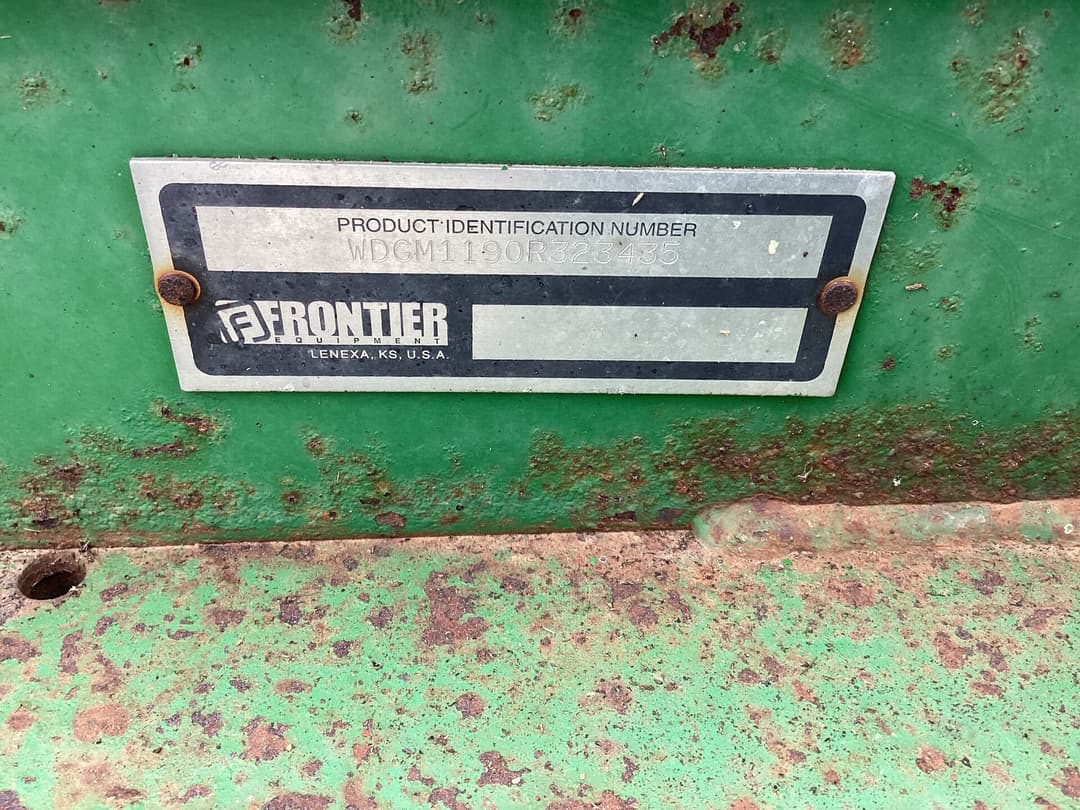 PRODUCT IDENTIFICATION NUMBER
WDGM1190R323435
FRONTIER
EQUIPMENT
LENEXA, KS, U.S.A.